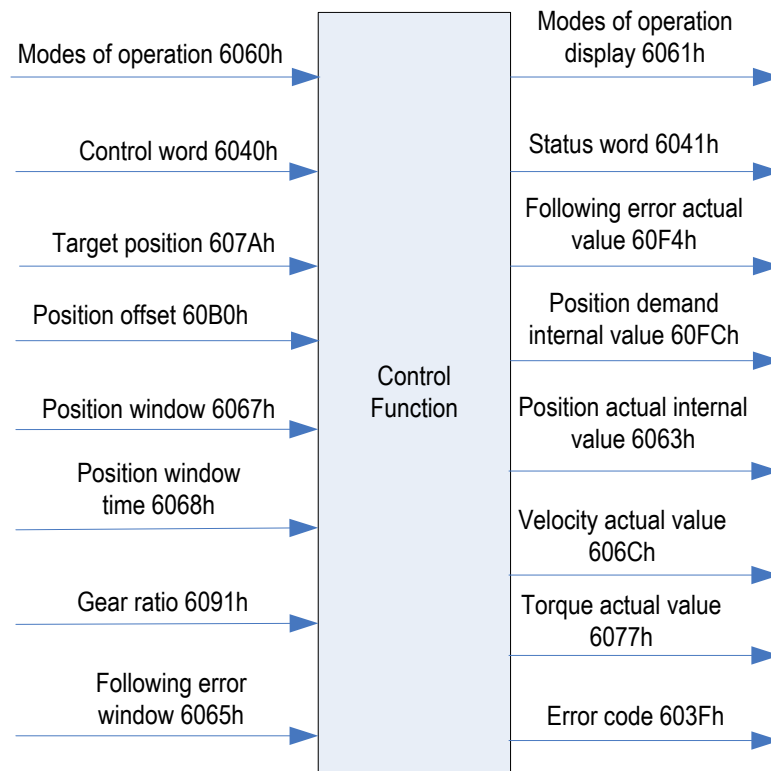 Modes of operation 6060h
Control word 6040h
Target position 607Ah
Position offset 60B0h
Position window 6067h
Position window
time 6068h
Gear ratio 6091h
Following error
window 6065h
Control
Function
Modes of operation
display 6061h
Status word 6041h
Following error actual
value 60F4h
Position demand
internal value 60FCh
Position actual internal
value 6063h
Velocity actual value
606Ch
Torque actual value
6077h
Error code 603Fh